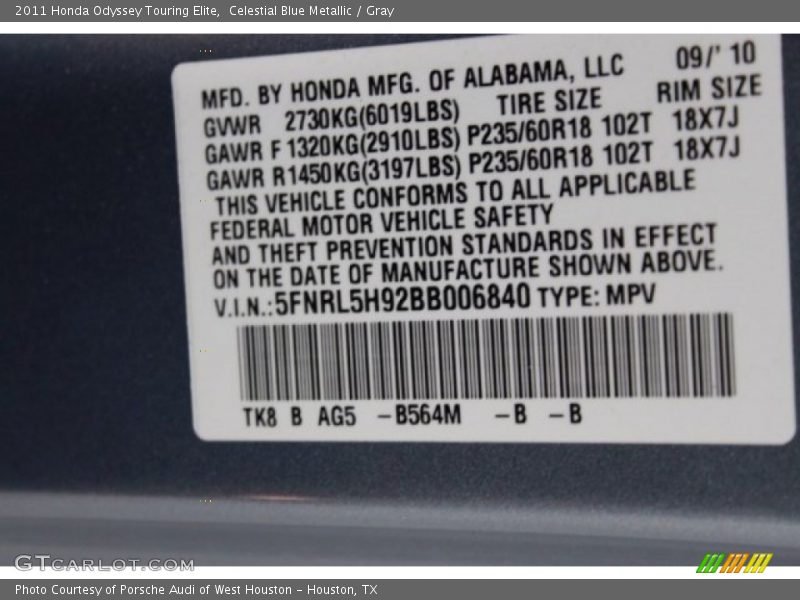 2011 Honda Odyssey Touring Elite,  Celestial Blue Metallic / Gray
09/' 10
MFD. BY HONDA MFG. OF ALABAMA, LLC
GVWR 2730KG(6019LBS) TIRE SIZE RIM SIZE
GAWR F 1320KG(2910LBS) P235/60R18 102T 18X7J
GAWR R1450KG(3197LBS) P235/60R18 102T 18X7J
THIS VEHICLE CONFORMS TO ALL APPLICABLE
FEDERAL MOTOR VEHICLE SAFETY
AND THEFT PREVENTION STANDARDS IN EFFECT
ON THE DATE OF MANUFACTURE SHOWN ABOVE.
V.I.N.:5FNRL5H92BB006840 TYPE: MPV
TK8 B AG5 -B564M -B -B
GTCARLOT.COM
Photo Courtesy of Porsche Audi of West Houston - Houston, TX